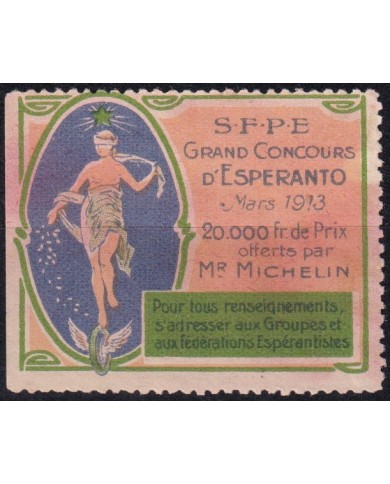 S·F·P·E
GRAND CONCOURS
D'ESPERANTO
Mars 1913
20.000 fr. de Prix
offerts par
MR MICHELIN
Pour tous renseignements,
s'adresser aux Groupes et
aux fédérations Espérantistes